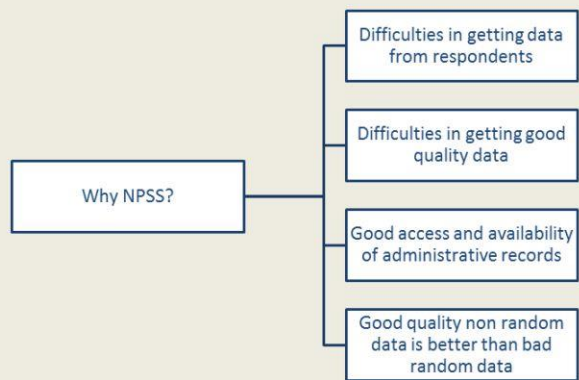 Why NPSS?
Difficulties in getting data
from respondents
Difficulties in getting good
quality data
Good access and availability
of administrative records
Good quality non random
data is better than bad
random data